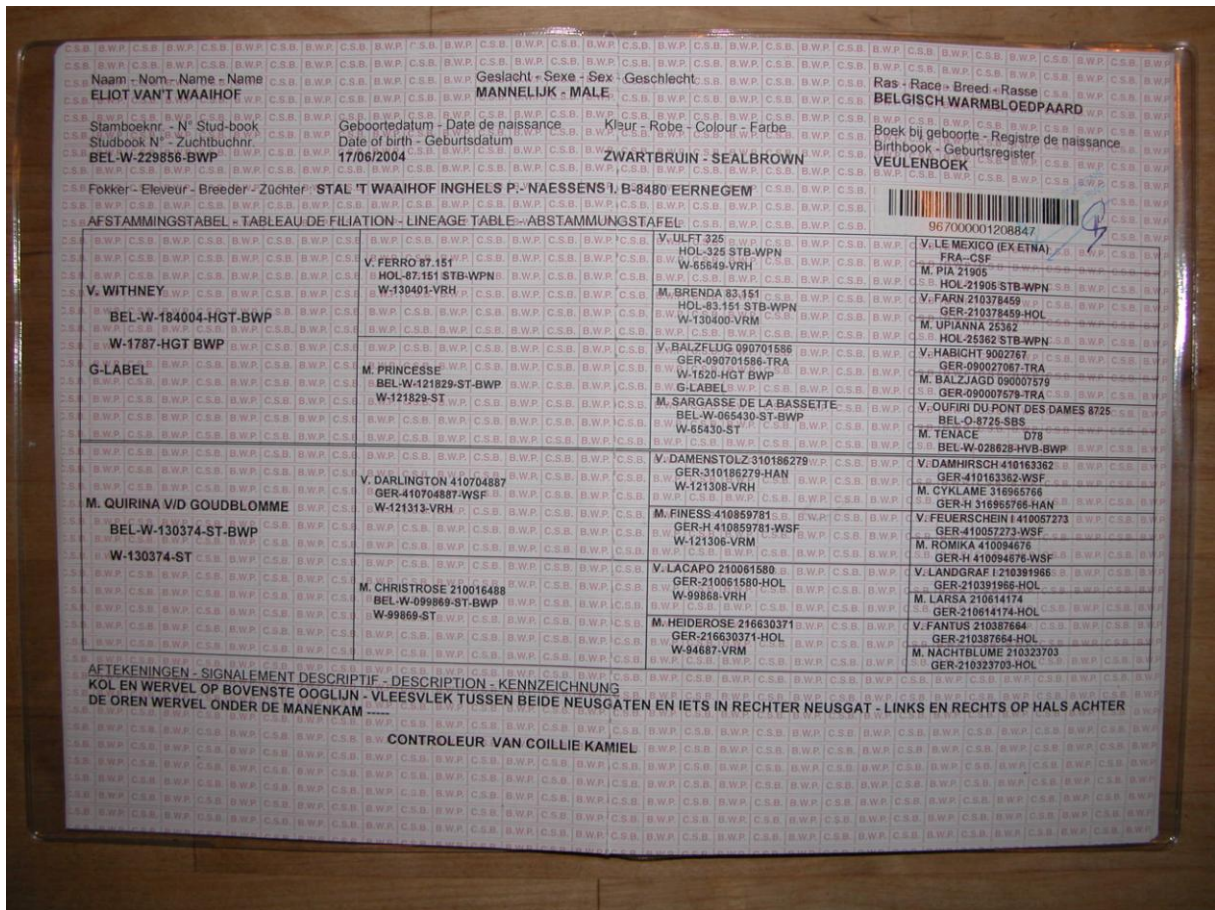 Naam - Nom - Name - Name
ELIOT VAN'T WAAIHOF
Geslacht - Sexe - Sex - Geschlecht
MANNELIJK - MALE
Ras - Race - Breed - Rasse
BELGISCH WARMBLOEDPAARD
Stamboeknr. - N° Stud-book
Studbook N° - Zuchtbuchnr.
BEL-W-229856-BWP
Geboortedatum - Date de naissance
Date of birth - Geburtsdatum
17/06/2004
Kleur - Robe - Colour - Farbe
ZWARTBRUIN - SEALBROWN
Boek bij geboorte - Registre de naissance
Birthbook - Geburtsregister
VEULENBOEK
Fokker - Eleveur - Breeder - Züchter : STAL 'T WAAIHOF INGHELS P.- NAESSENS I. B-8480 EERNEGEM
967000001208847
AFSTAMMINGSTABEL - TABLEAU DE FILIATION - LINEAGE TABLE - ABSTAMMUNGSTAFEL
V. WITHNEY
BEL-W-184004-HGT-BWP
W-1787-HGT BWP
G-LABEL
M. QUIRINA V/D GOUDBLOMME
BEL-W-130374-ST-BWP
W-130374-ST
V. FERRO 87.151
HOL-87.151 STB-WPN
W-130401-VRH
M. PRINCESSE
BEL-W-121829-ST-BWP
W-121829-ST
V. DARLINGTON 410704887
GER-410704887-WSF
W-121313-VRH
M. CHRISTROSE 210016488
BEL-W-099869-ST-BWP
W-99869-ST
V. ULFT 325
HOL-325 STB-WPN
W-65649-VRH
M. BRENDA 83.151
HOL-83.151 STB-WPN
W-130400-VRM
V. BALZFLUG 090701586
GER-090701586-TRA
W-1520-HGT BWP
G-LABEL
M. SARGASSE DE LA BASSETTE
BEL-W-065430-ST-BWP
W-65430-ST
V. DAMENSTOLZ 310186279
GER-310186279-HAN
W-121308-VRH
M. FINESS 410859781
GER-H 410859781-WSF
W-121306-VRM
V. LACAPO 210061580
GER-210061580-HOL
W-99868-VRH
M. HEIDEROSE 216630371
GER-216630371-HOL
W-94687-VRM
V. LE MEXICO (EX ETNA)
FRA--CSF
M. PIA 21905
HOL-21905 STB-WPN
V. FARN 210378459
GER-210378459-HOL
M. UPIANNA 25362
HOL-25362 STB-WPN
V. HABICHT 9002767
GER-090027067-TRA
M. BALZJAGD 090007579
GER-090007579-TRA
V. OUFIRI DU PONT DES DAMES 8725
BEL-O-8725-SBS
M. TENACE D78
BEL-W-028628-HVB-BWP
V. DAMHIRSCH 410163362
GER-410163362-WSF
M. CYKLAME 316965766
GER-H 316965766-HAN
V. FEUERSCHEIN I 410057273
GER-410057273-WSF
M. ROMIKA 410094676
GER-H 410094676-WSF
V. LANDGRAF I 210391966
GER-210391966-HOL
M. LARSA 210614174
GER-210614174-HOL
V. FANTUS 210387664
GER-210387664-HOL
M. NACHTBLUME 210323703
GER-210323703-HOL
AFTEKENINGEN - SIGNALEMENT DESCRIPTIF - DESCRIPTION - KENNZEICHNUNG
KOL EN WERVEL OP BOVENSTE OOGLIJN - VLEESVLEK TUSSEN BEIDE NEUSGATEN EN IETS IN RECHTER NEUSGAT - LINKS EN RECHTS OP HALS ACHTER
DE OREN WERVEL ONDER DE MANENKAM -----
CONTROLEUR VAN COILLIE KAMIEL